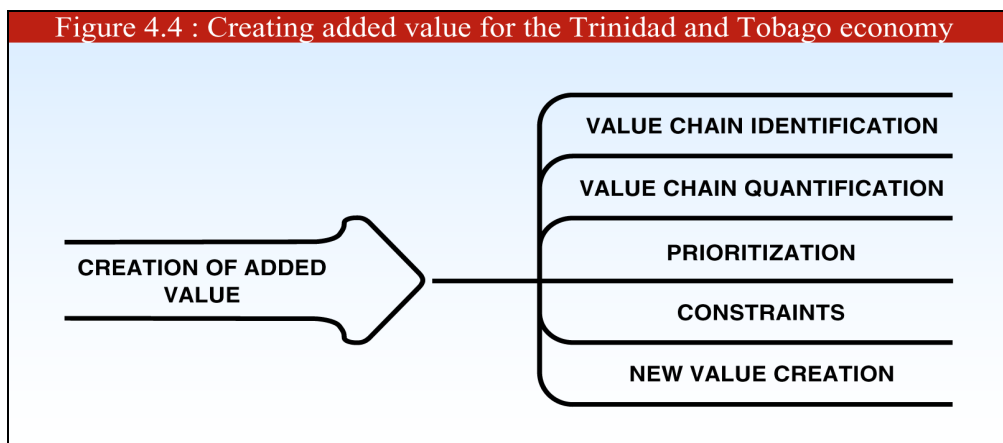 Figure 4.4 : Creating added value for the Trinidad and Tobago economy
CREATION OF ADDED
VALUE
VALUE CHAIN IDENTIFICATION
VALUE CHAIN QUANTIFICATION
PRIORITIZATION
CONSTRAINTS
NEW VALUE CREATION